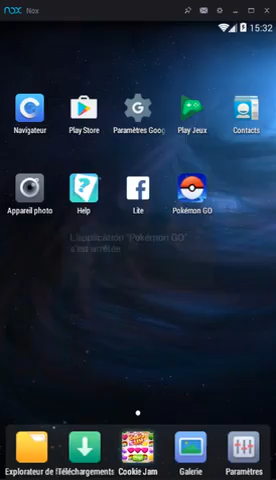 nox Nox
15:32
Navigateur Play Store Paramètres Goog Play Jeux Contacts
Appareil photo Help Lite Pokémon GO
L'application "Pokémon GO"
s'est arrêtée.
Explorateur de f Téléchargements Cookie Jam Galerie Paramètres